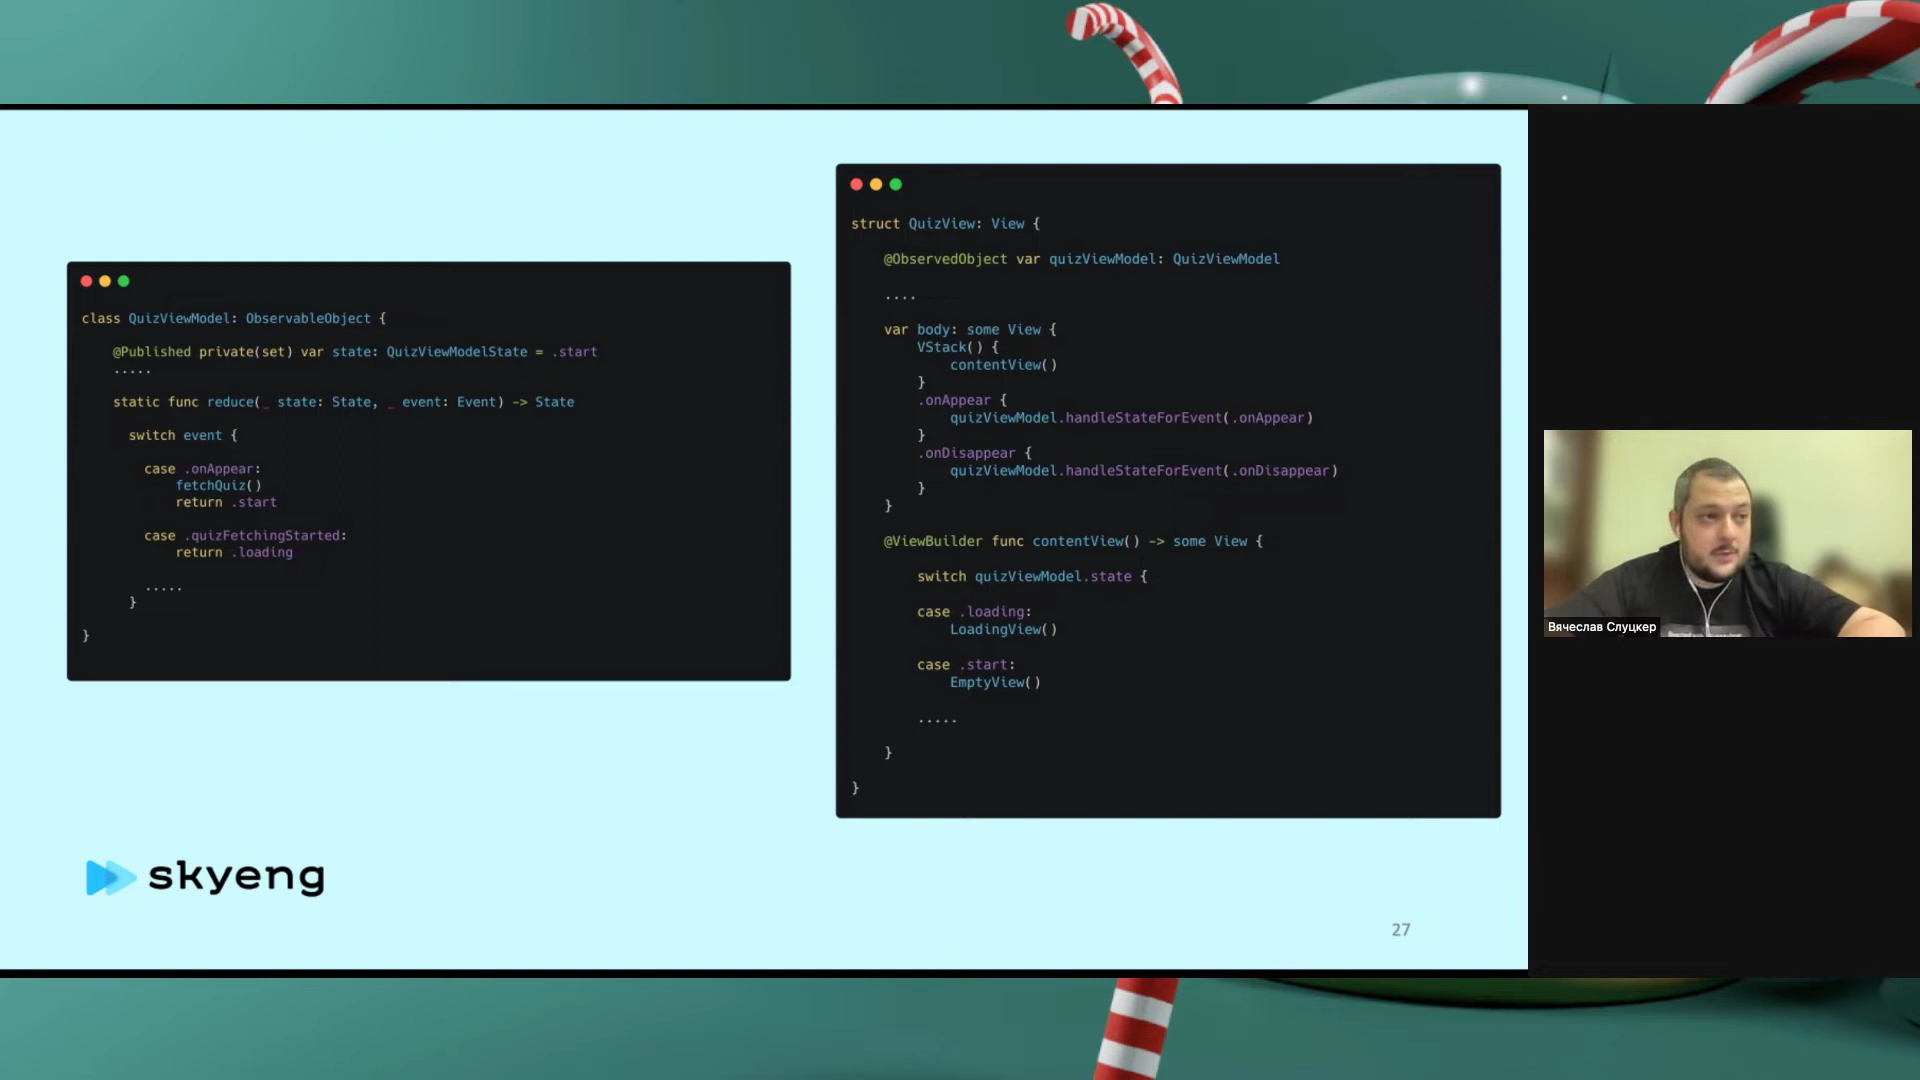 class QuizViewModel: ObservableObject {
@Published private(set) var state: QuizViewModelState = .start
.....
static func reduce(_ state: State, _ event: Event) -> State
switch event {
case .onAppear:
fetchQuiz()
return .start
case .quizFetchingStarted:
return .loading
.....
}
}
struct QuizView: View {
@ObservedObject var quizViewModel: QuizViewModel
....
var body: some View {
VStack() {
contentView()
}
.onAppear {
quizViewModel.handleStateForEvent(.onAppear)
}
.onDisappear {
quizViewModel.handleStateForEvent(.onDisappear)
}
}
@ViewBuilder func contentView() -> some View {
switch quizViewModel.state {
case .loading:
LoadingView()
case .start:
EmptyView()
.....
}
}
skyeng
27
Вячеслав Слуцкер